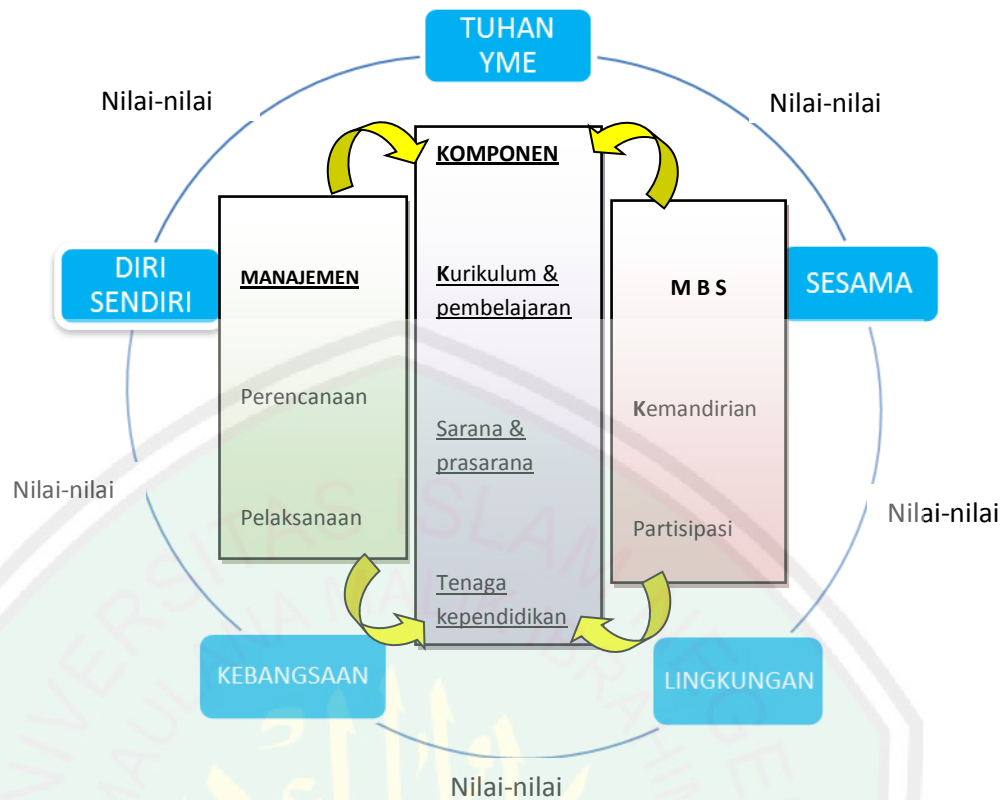 TUHAN
YME
Nilai-nilai
Nilai-nilai
KOMPONEN
DIRI
SENDIRI
MANAJEMEN
Kurikulum &
pembelajaran
M B S
SESAMA
Perencanaan
Kemandirian
Sarana &
prasarana
Nilai-nilai
Pelaksanaan
Partisipasi
Nilai-nilai
Tenaga
kependidikan
KEBANGSAAN
LINGKUNGAN
Nilai-nilai